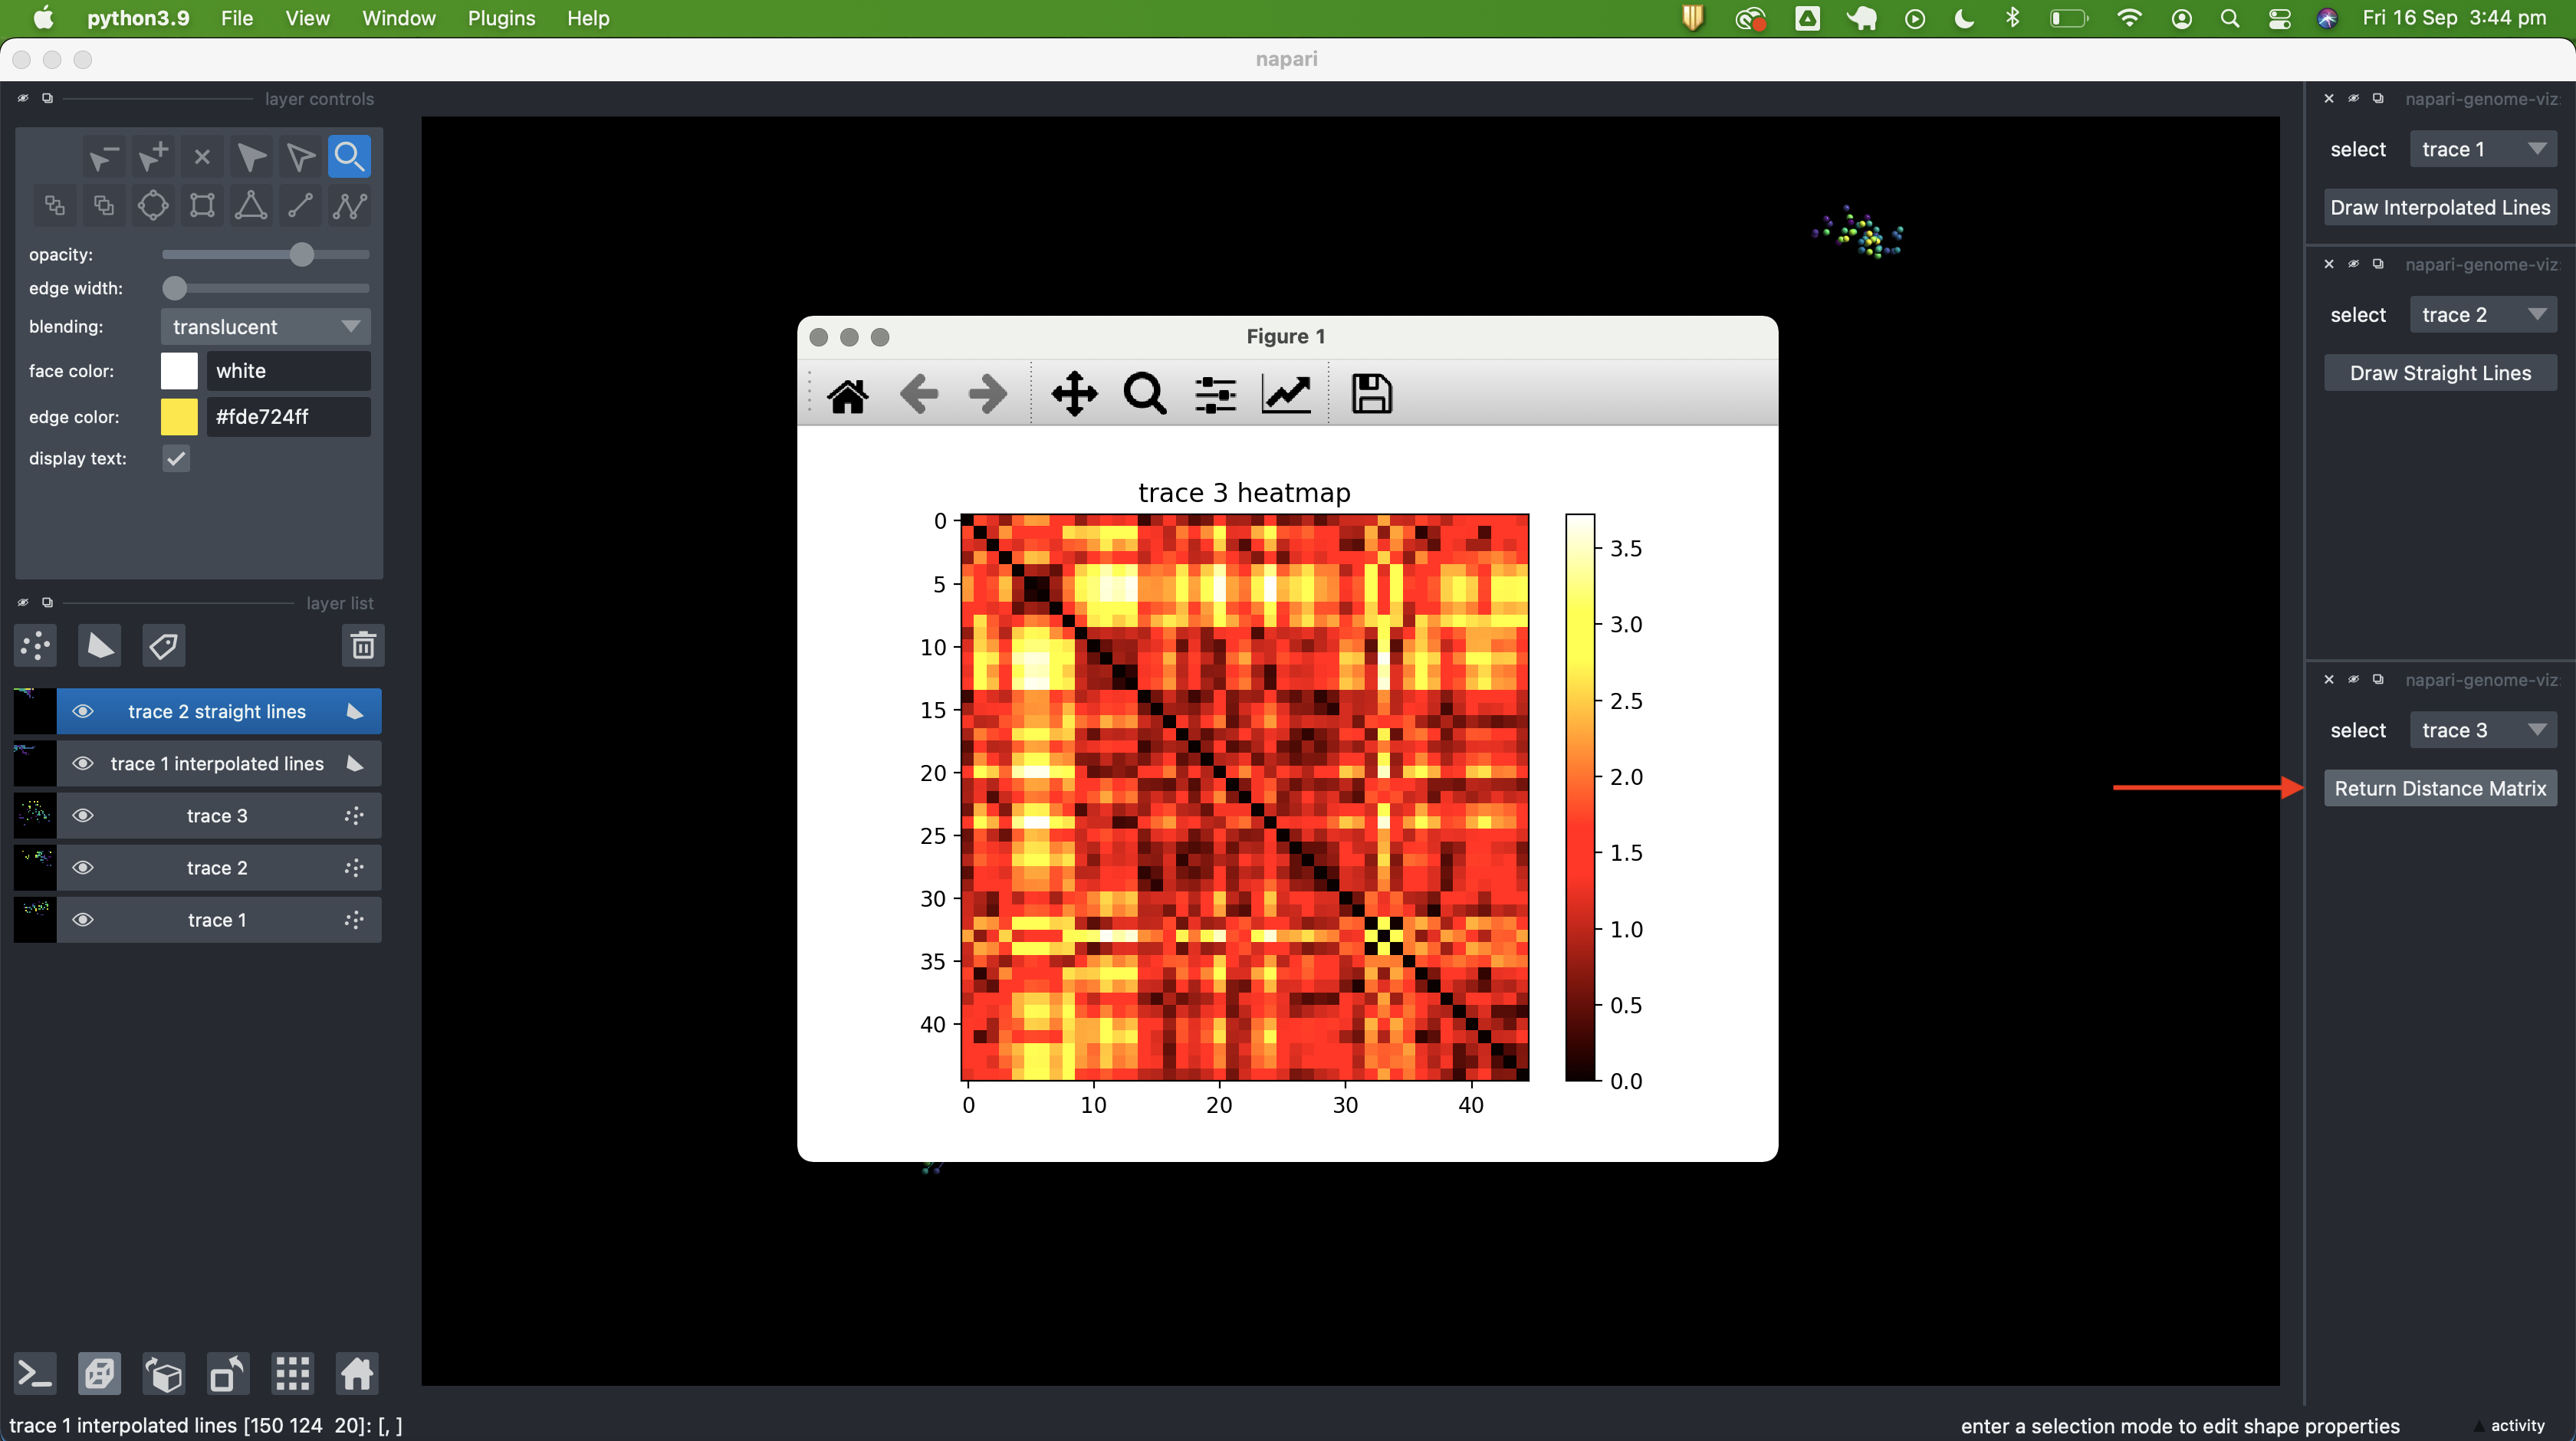 python3.9 File View Window Plugins Help Fri 16 Sep 3:44 pm
napari
layer controls
opacity:
edge width:
blending: translucent
face color: white
edge color: #fde724ff
display text:
layer list
trace 2 straight lines
trace 1 interpolated lines
trace 3
trace 2
trace 1
trace 1 interpolated lines [150 124 20]: [, ]
Figure 1
trace 3 heatmap
0
5
10
15
20
25
30
35
40
0 10 20 30 40
3.5
3.0
2.5
2.0
1.5
1.0
0.5
0.0
napari-genome-viz
select trace 1
Draw Interpolated Lines
napari-genome-viz
select trace 2
Draw Straight Lines
napari-genome-viz
select trace 3
Return Distance Matrix
enter a selection mode to edit shape properties
activity